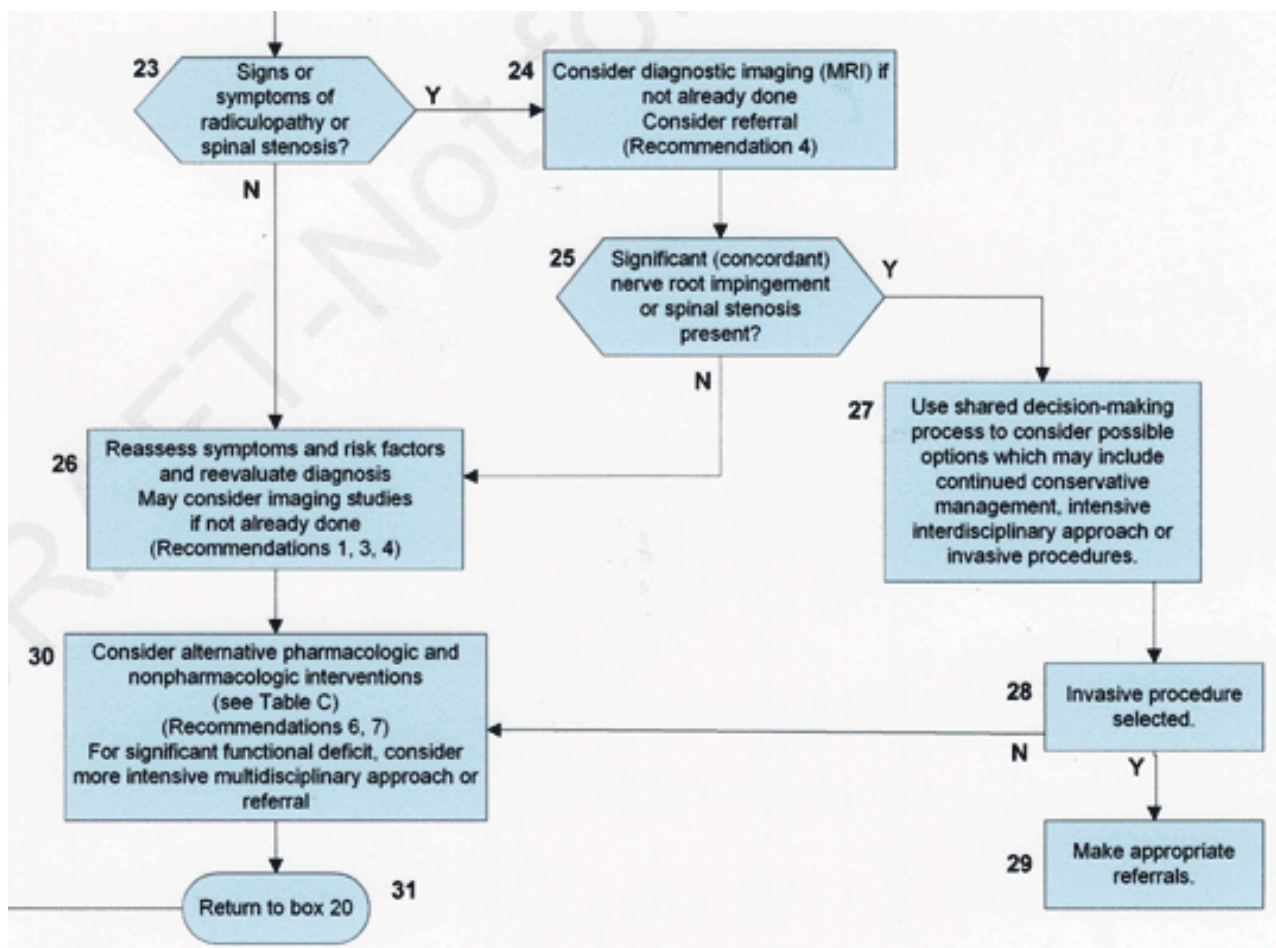 23
Signs or
symptoms of
radiculopathy or
spinal stenosis?
Y
N
24
Consider diagnostic imaging (MRI) if
not already done
Consider referral
(Recommendation 4)
25
Significant (concordant)
nerve root impingement
or spinal stenosis
present?
Y
N
26
Reassess symptoms and risk factors
and reevaluate diagnosis
May consider imaging studies
if not already done
(Recommendations 1, 3, 4)
27
Use shared decision-making
process to consider possible
options which may include
continued conservative
management, intensive
interdisciplinary approach or
invasive procedures.
28
Invasive procedure
selected.
N
Y
29
Make appropriate
referrals.
30
Consider alternative pharmacologic and
nonpharmacologic interventions
(see Table C)
(Recommendations 6, 7)
For significant functional deficit, consider
more intensive multidisciplinary approach or
referral
31
Return to box 20
RAFT-Not fo